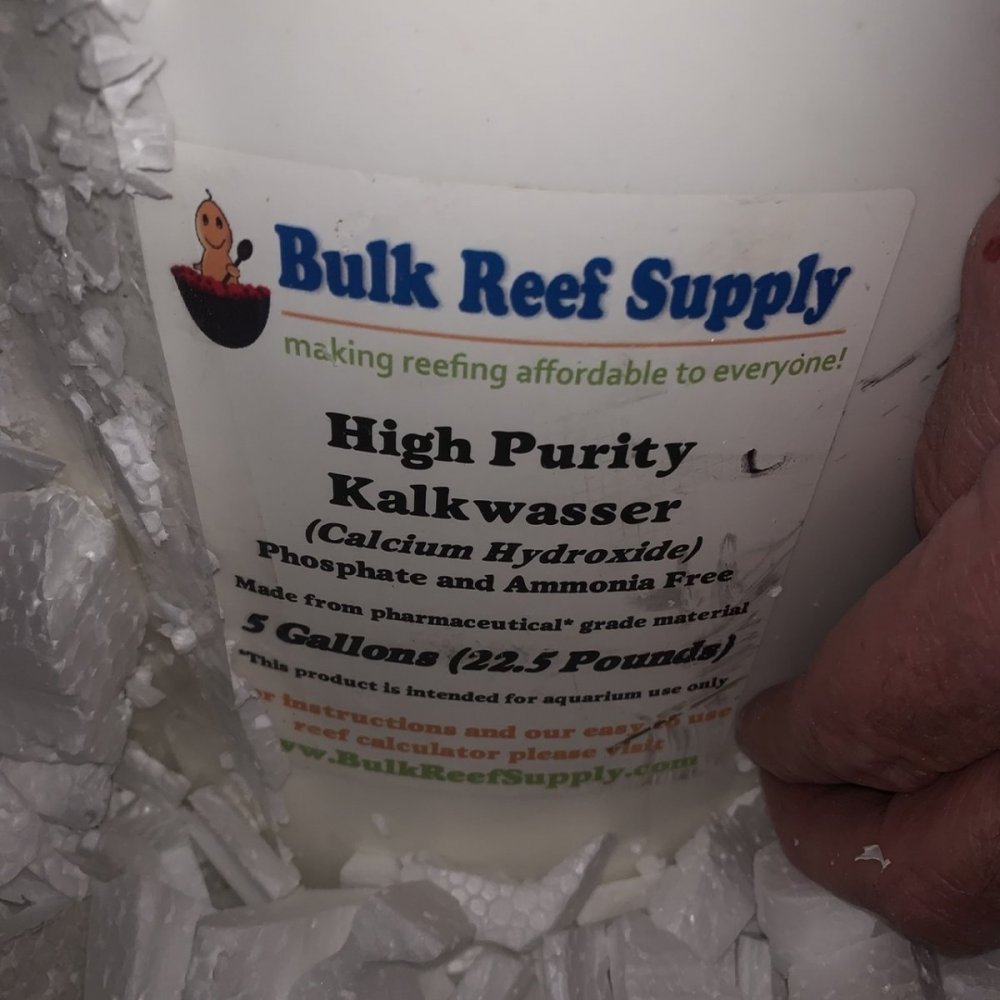 Bulk Reef Supply
making reefing affordable to everyone!
High Purity
Kalkwasser
(Calcium Hydroxide)
Phosphate and Ammonia Free
Made from pharmaceutical* grade material
5 Gallons (22.5 Pounds)
*This product is intended for aquarium use only
or instructions and our easy to use
reef calculator please visit
ww.BulkReefSupply.com